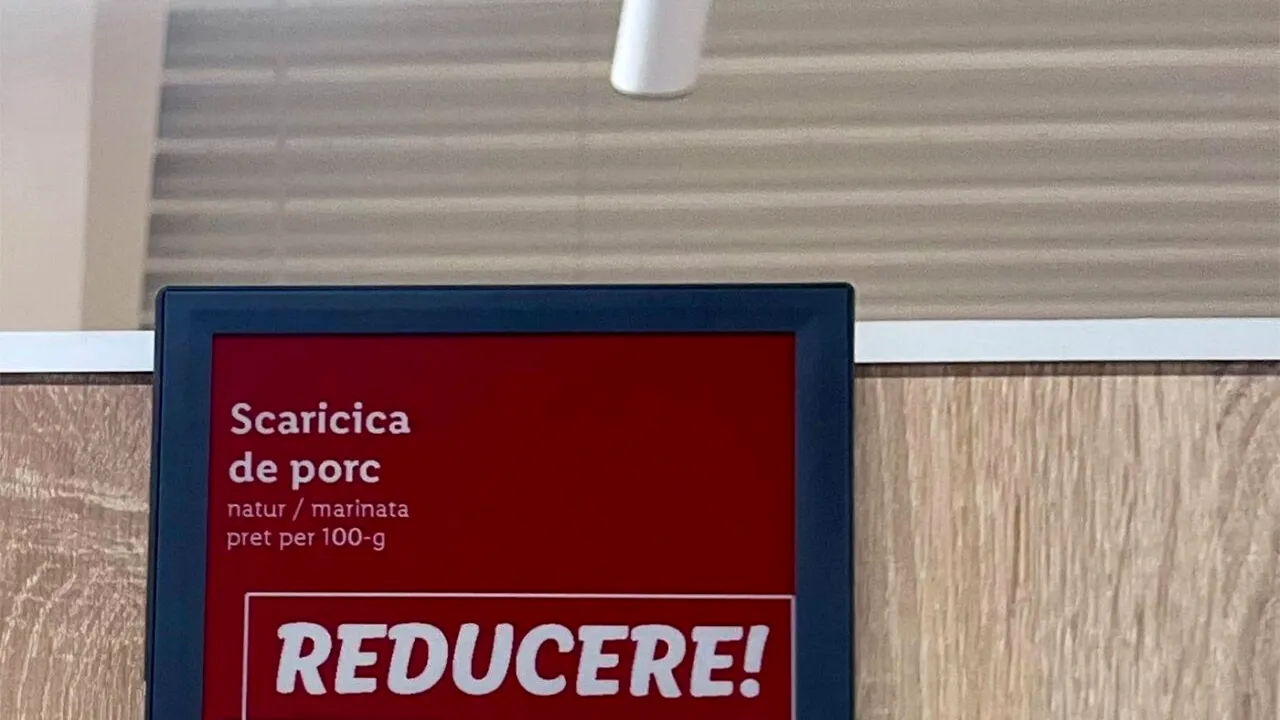 Scaricica
de porc
natur / marinata
pret per 100-g
REDUCERE!